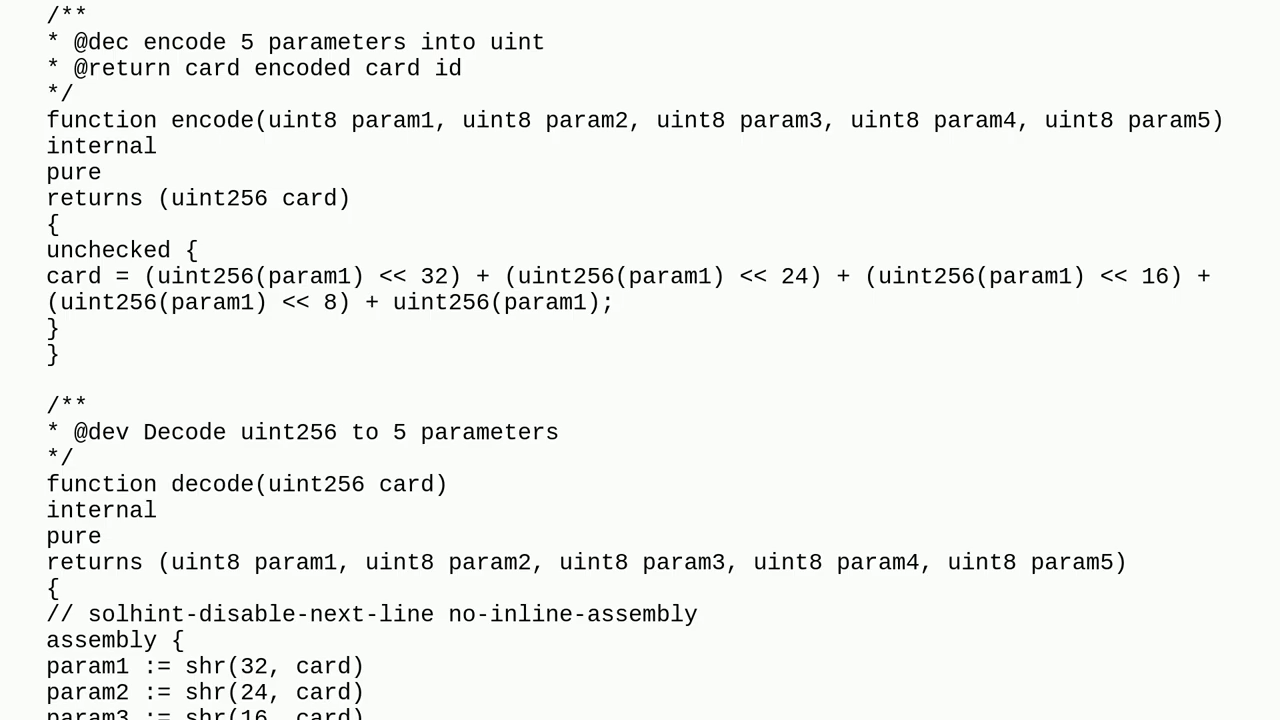 /**
* @dec encode 5 parameters into uint
* @return card encoded card id
*/
function encode(uint8 param1, uint8 param2, uint8 param3, uint8 param4, uint8 param5)
internal
pure
returns (uint256 card)
{
unchecked {
card = (uint256(param1) << 32) + (uint256(param1) << 24) + (uint256(param1) << 16) +
(uint256(param1) << 8) + uint256(param1);
}
}

/**
* @dev Decode uint256 to 5 parameters
*/
function decode(uint256 card)
internal
pure
returns (uint8 param1, uint8 param2, uint8 param3, uint8 param4, uint8 param5)
{
// solhint-disable-next-line no-inline-assembly
assembly {
param1 := shr(32, card)
param2 := shr(24, card)
param3 := shr(16, card)